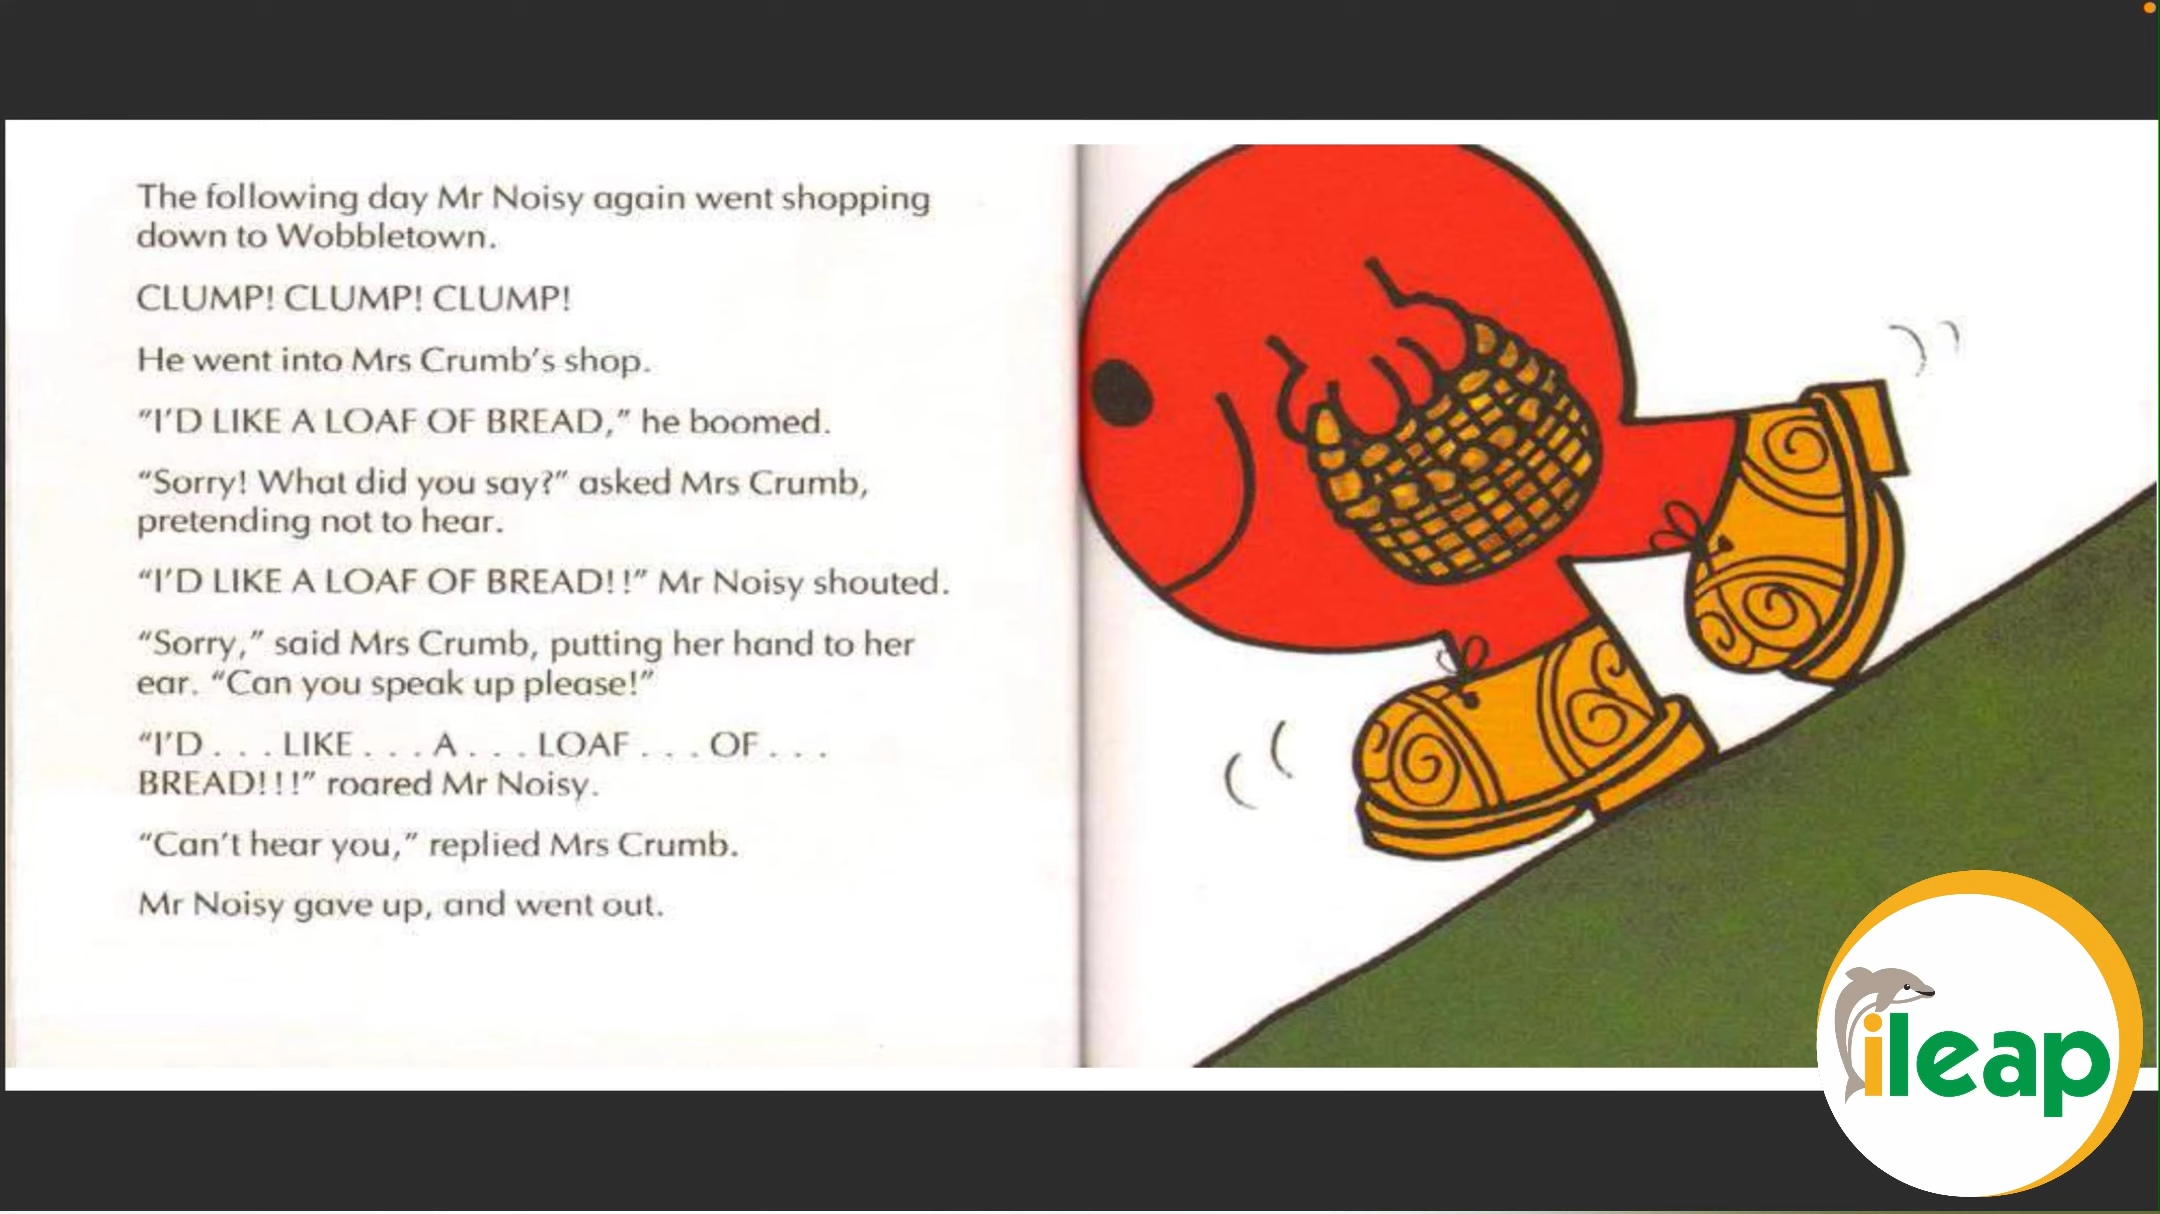 The following day Mr Noisy again went shopping
down to Wobbletown.
CLUMP! CLUMP! CLUMP!
He went into Mrs Crumb's shop.
"I'D LIKE A LOAF OF BREAD," he boomed.
"Sorry! What did you say?" asked Mrs Crumb,
pretending not to hear.
"I'D LIKE A LOAF OF BREAD!!" Mr Noisy shouted.
"Sorry," said Mrs Crumb, putting her hand to her
ear. "Can you speak up please!"
"I'D . . . LIKE . . . A . . . LOAF . . . OF . . .
BREAD!!!" roared Mr Noisy.
"Can't hear you," replied Mrs Crumb.
Mr Noisy gave up, and went out.
ileap